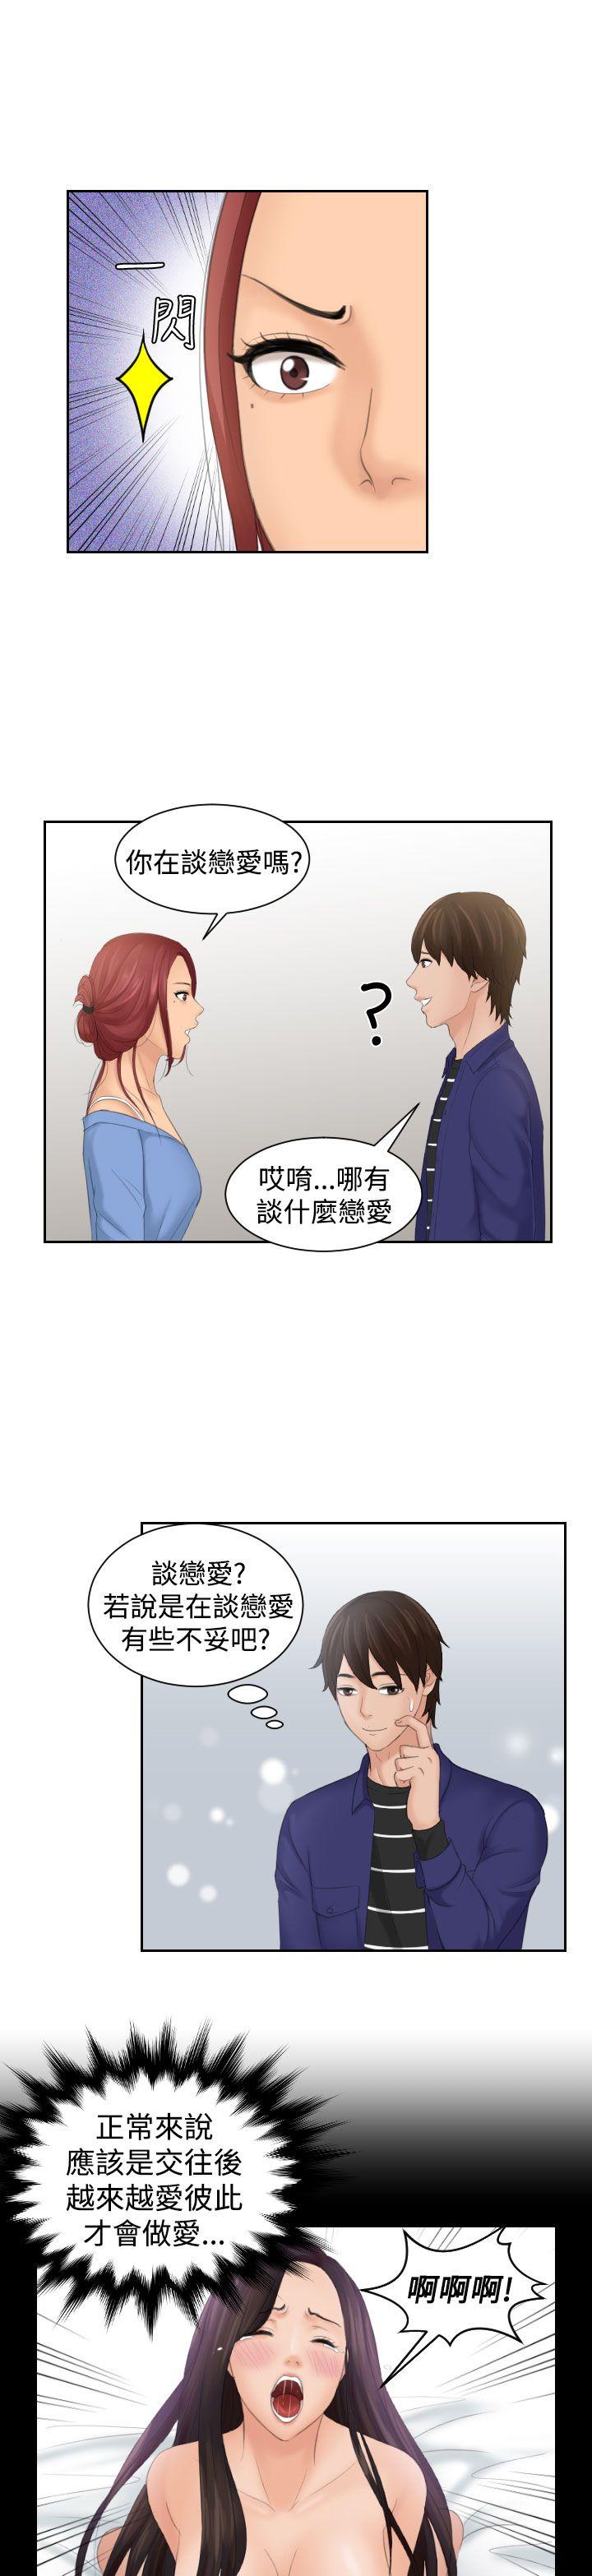 一閃
你在談戀愛嗎?
?
哎唷...哪有
談什麼戀愛
談戀愛?
若說是在談戀愛
有些不妥吧?
正常來說
應該是交往後
越來越愛彼此
才會做愛...
啊啊啊!